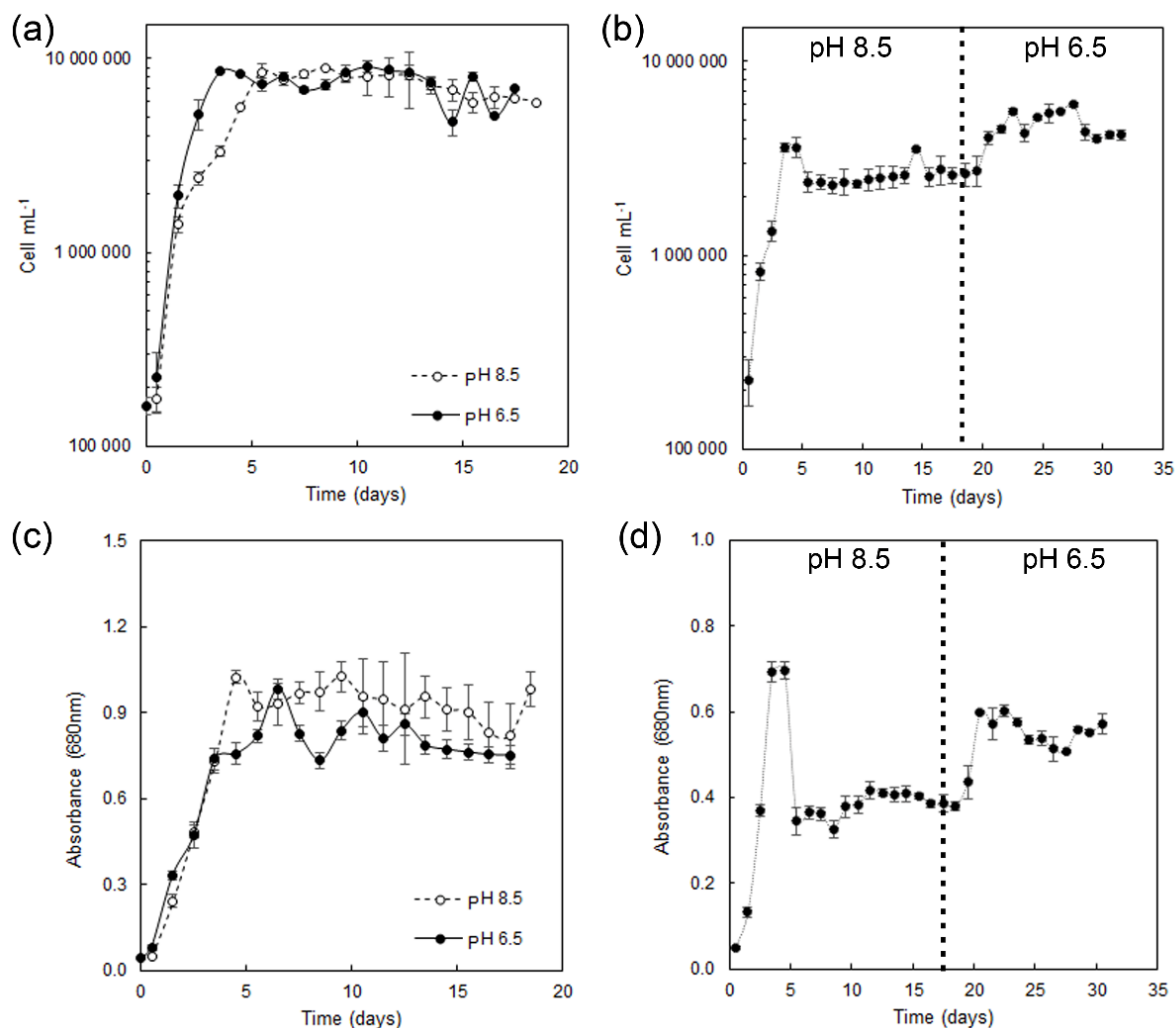 (a)
10 000 000
1 000 000
100 000
Cell mL-1
0 5 10 15 20
Time (days)
pH 8.5
pH 6.5
(b)
pH 8.5 pH 6.5
10 000 000
1 000 000
100 000
Cell mL-1
0 5 10 15 20 25 30 35
Time (days)
(c)
1.5
1.2
0.9
0.6
0.3
0.0
Absorbance (680nm)
0 5 10 15 20
Time (days)
pH 8.5
pH 6.5
(d)
pH 8.5 pH 6.5
1.0
0.8
0.6
0.4
0.2
0.0
Absorbance (680nm)
0 5 10 15 20 25 30 35
Time (days)